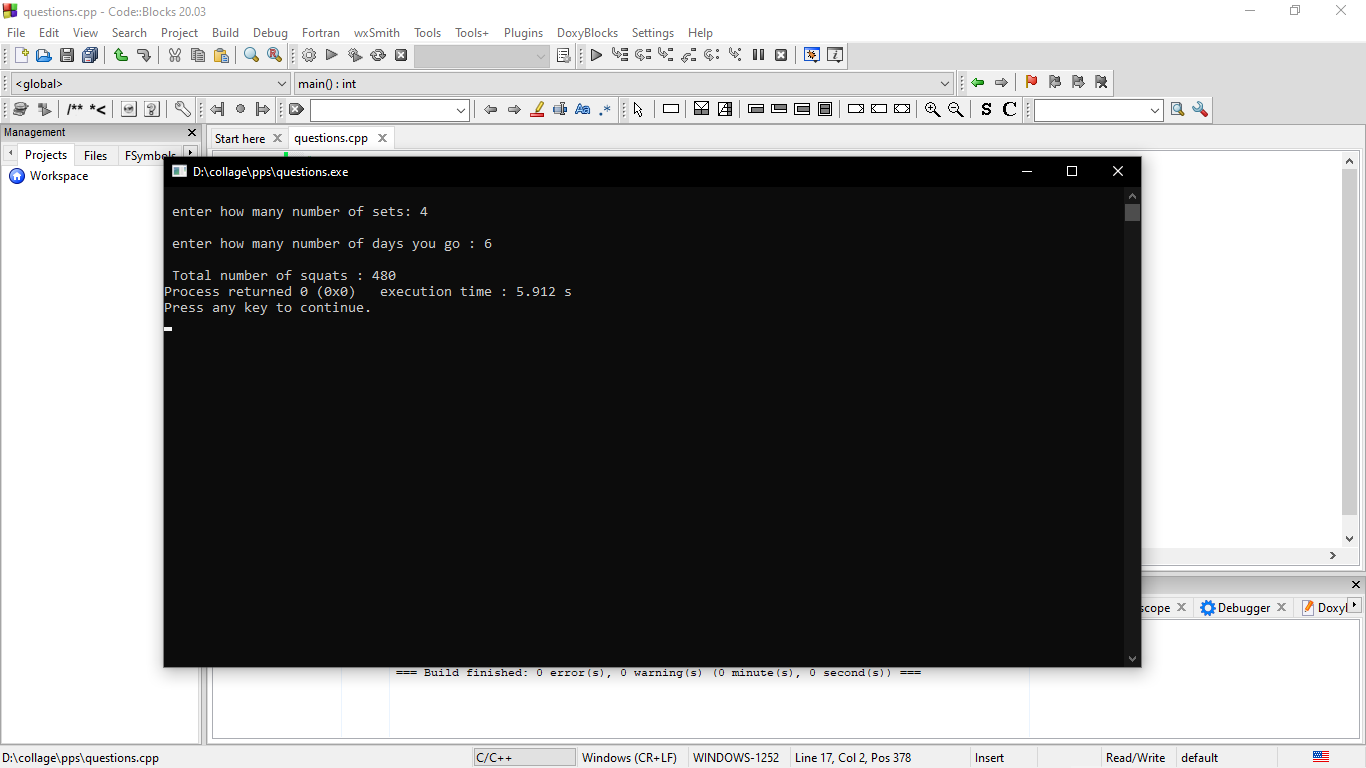 questions.cpp - Code::Blocks 20.03
File Edit View Search Project Build Debug Fortran wxSmith Tools Tools+ Plugins DoxyBlocks Settings Help
<global> main() : int
/** *< Aa .* S C
Management
Start here questions.cpp
Projects Files FSymbols
Workspace
D:\collage\pps\questions.exe
enter how many number of sets: 4
enter how many number of days you go : 6
Total number of squats : 480
Process returned 0 (0x0) execution time : 5.912 s
Press any key to continue.
scope Debugger Doxyl
=== Build finished: 0 error(s), 0 warning(s) (0 minute(s), 0 second(s)) ===
D:\collage\pps\questions.cpp C/C++ Windows (CR+LF) WINDOWS-1252 Line 17, Col 2, Pos 378 Insert Read/Write default